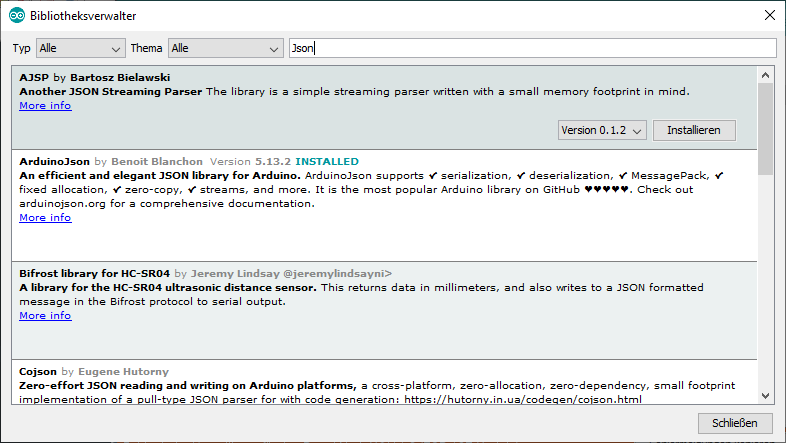 Bibliotheksverwalter
Typ Alle Thema Alle Json
AJSP by Bartosz Bielawski
Another JSON Streaming Parser The library is a simple streaming parser written with a small memory footprint in mind.
More info
Version 0.1.2 Installieren
ArduinoJson by Benoit Blanchon Version 5.13.2 INSTALLED
An efficient and elegant JSON library for Arduino. ArduinoJson supports ✔ serialization, ✔ deserialization, ✔ MessagePack, ✔
fixed allocation, ✔ zero-copy, ✔ streams, and more. It is the most popular Arduino library on GitHub ♥♥♥♥♥. Check out
arduinojson.org for a comprehensive documentation.
More info
Bifrost library for HC-SR04 by Jeremy Lindsay @jeremylindsayni>
A library for the HC-SR04 ultrasonic distance sensor. This returns data in millimeters, and also writes to a JSON formatted
message in the Bifrost protocol to serial output.
More info
Cojson by Eugene Hutorny
Zero-effort JSON reading and writing on Arduino platforms, a cross-platform, zero-allocation, zero-dependency, small footprint
implementation of a pull-type JSON parser for with code generation: https://hutorny.in.ua/codegen/cojson.html
Schließen